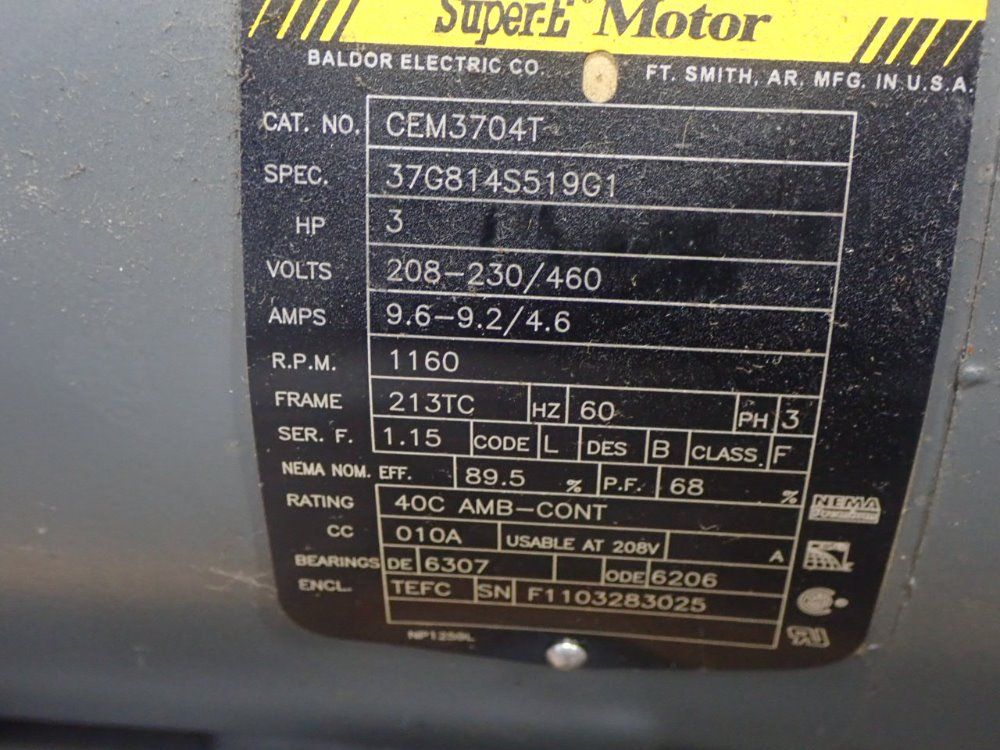 Super-E® Motor
BALDOR ELECTRIC CO. FT. SMITH, AR. MFG. IN U.S.A.
CAT. NO. CEM3704T
SPEC. 37G814S519G1
HP 3
VOLTS 208-230/460
AMPS 9.6-9.2/4.6
R.P.M. 1160
FRAME 213TC HZ 60 PH 3
SER. F. 1.15 CODE L DES B CLASS. F
NEMA NOM. EFF. 89.5 % P.F. 68 %
RATING 40C AMB-CONT
CC 010A USABLE AT 208V A
BEARINGS DE 6307 ODE 6206
ENCL. TEFC SN F1103283025
NEMA